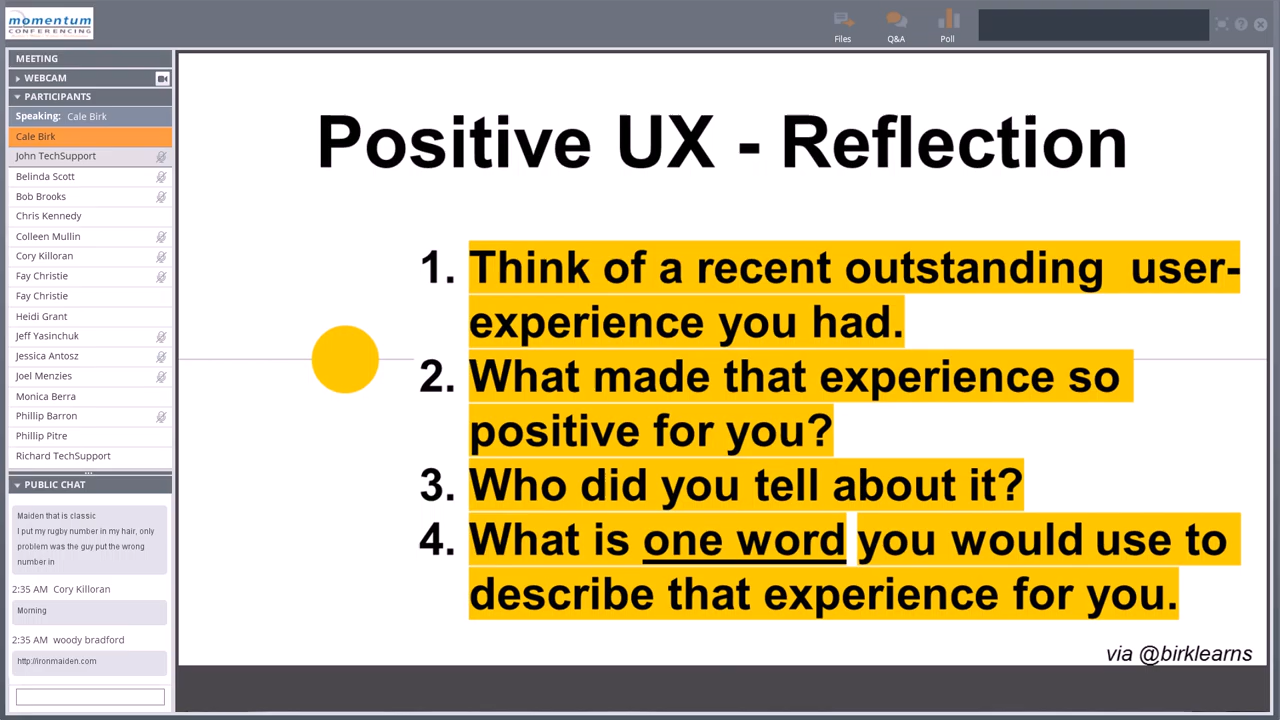 momentum
CONFERENCING
Files
Q&A
Poll
MEETING
WEBCAM
PARTICIPANTS
Speaking: Cale Birk
Cale Birk
John TechSupport
Belinda Scott
Bob Brooks
Chris Kennedy
Colleen Mullin
Cory Killoran
Fay Christie
Fay Christie
Heidi Grant
Jeff Yasinchuk
Jessica Antosz
Joel Menzies
Monica Berra
Phillip Barron
Phillip Pitre
Richard TechSupport
PUBLIC CHAT
Maiden that is classic
I put my rugby number in my hair, only
problem was the guy put the wrong
number in
2:35 AM Cory Killoran
Morning
2:35 AM woody bradford
http://ironmaiden.com
Positive UX - Reflection
1. Think of a recent outstanding user-
experience you had.
2. What made that experience so
positive for you?
3. Who did you tell about it?
4. What is one word you would use to
describe that experience for you.
via @birklearns